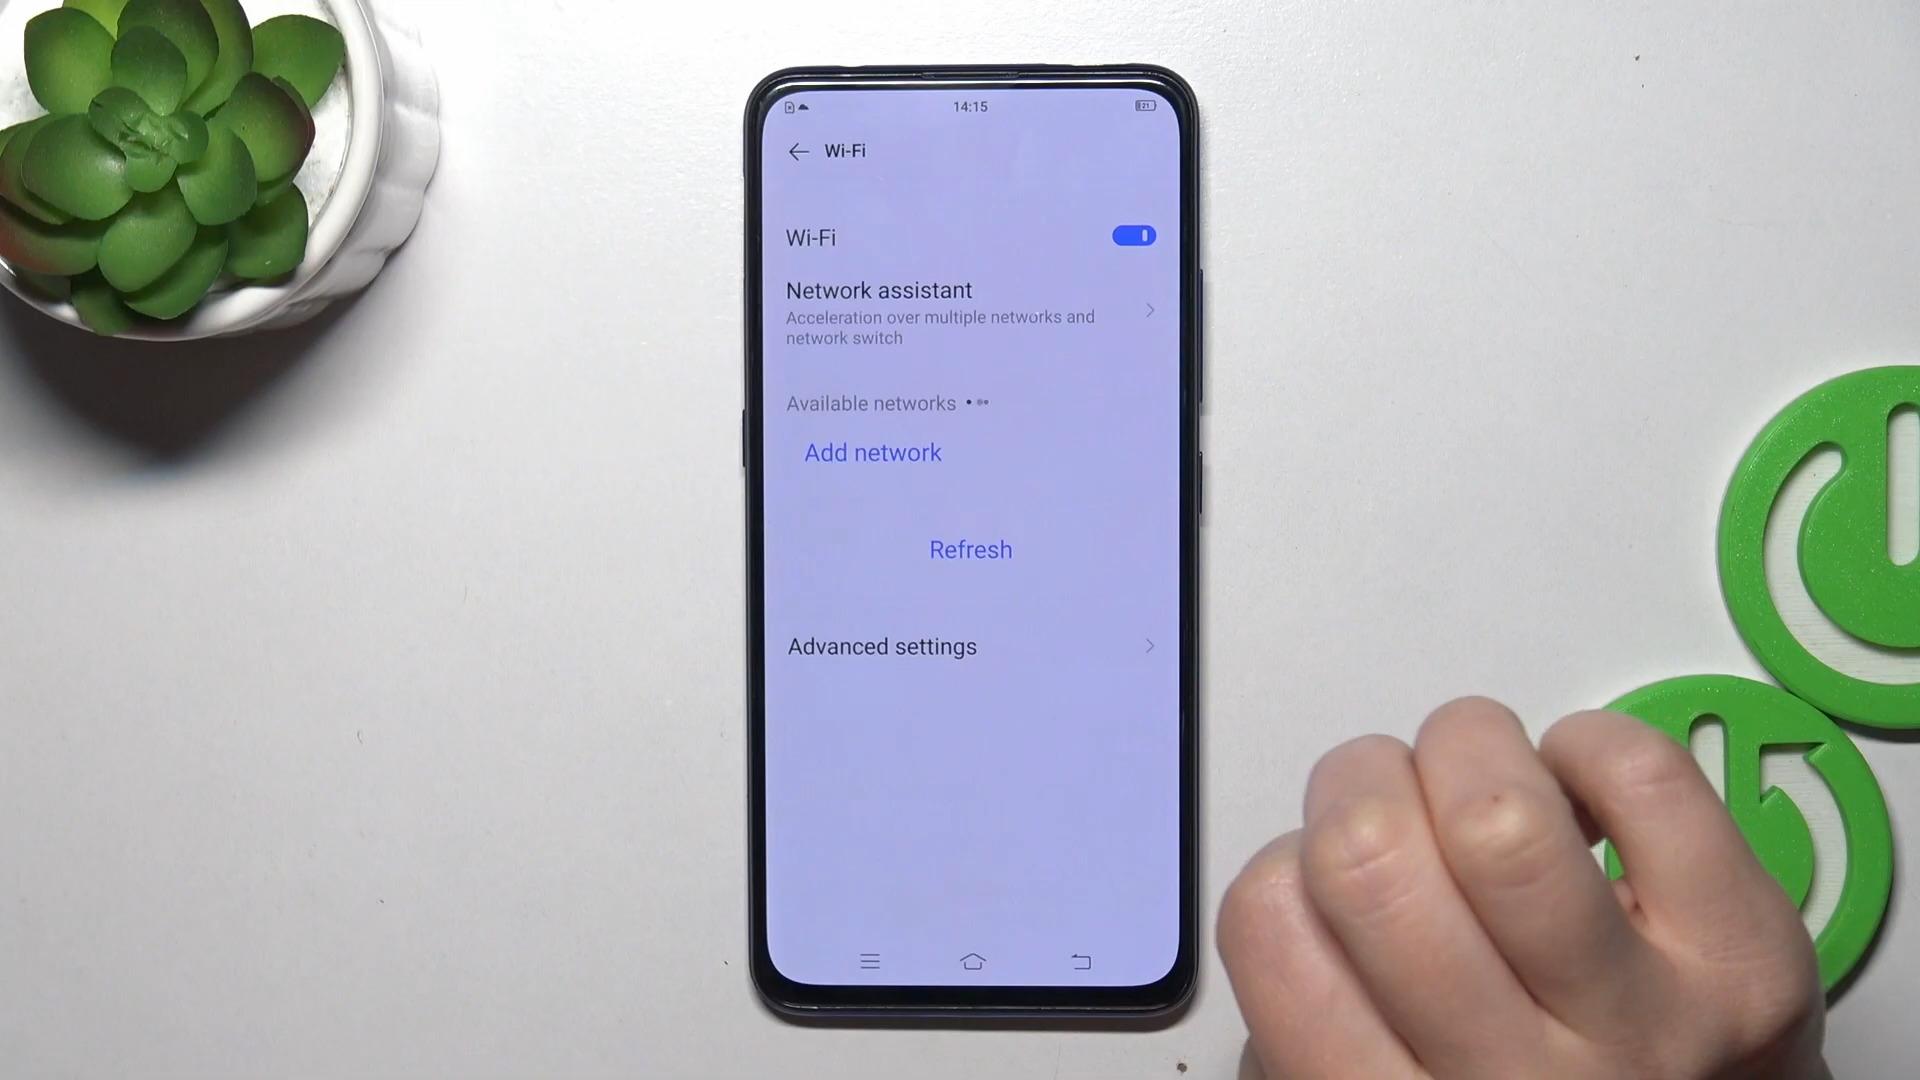 14:15
21
Wi-Fi
Wi-Fi
Network assistant
Acceleration over multiple networks and
network switch
Available networks
Add network
Refresh
Advanced settings